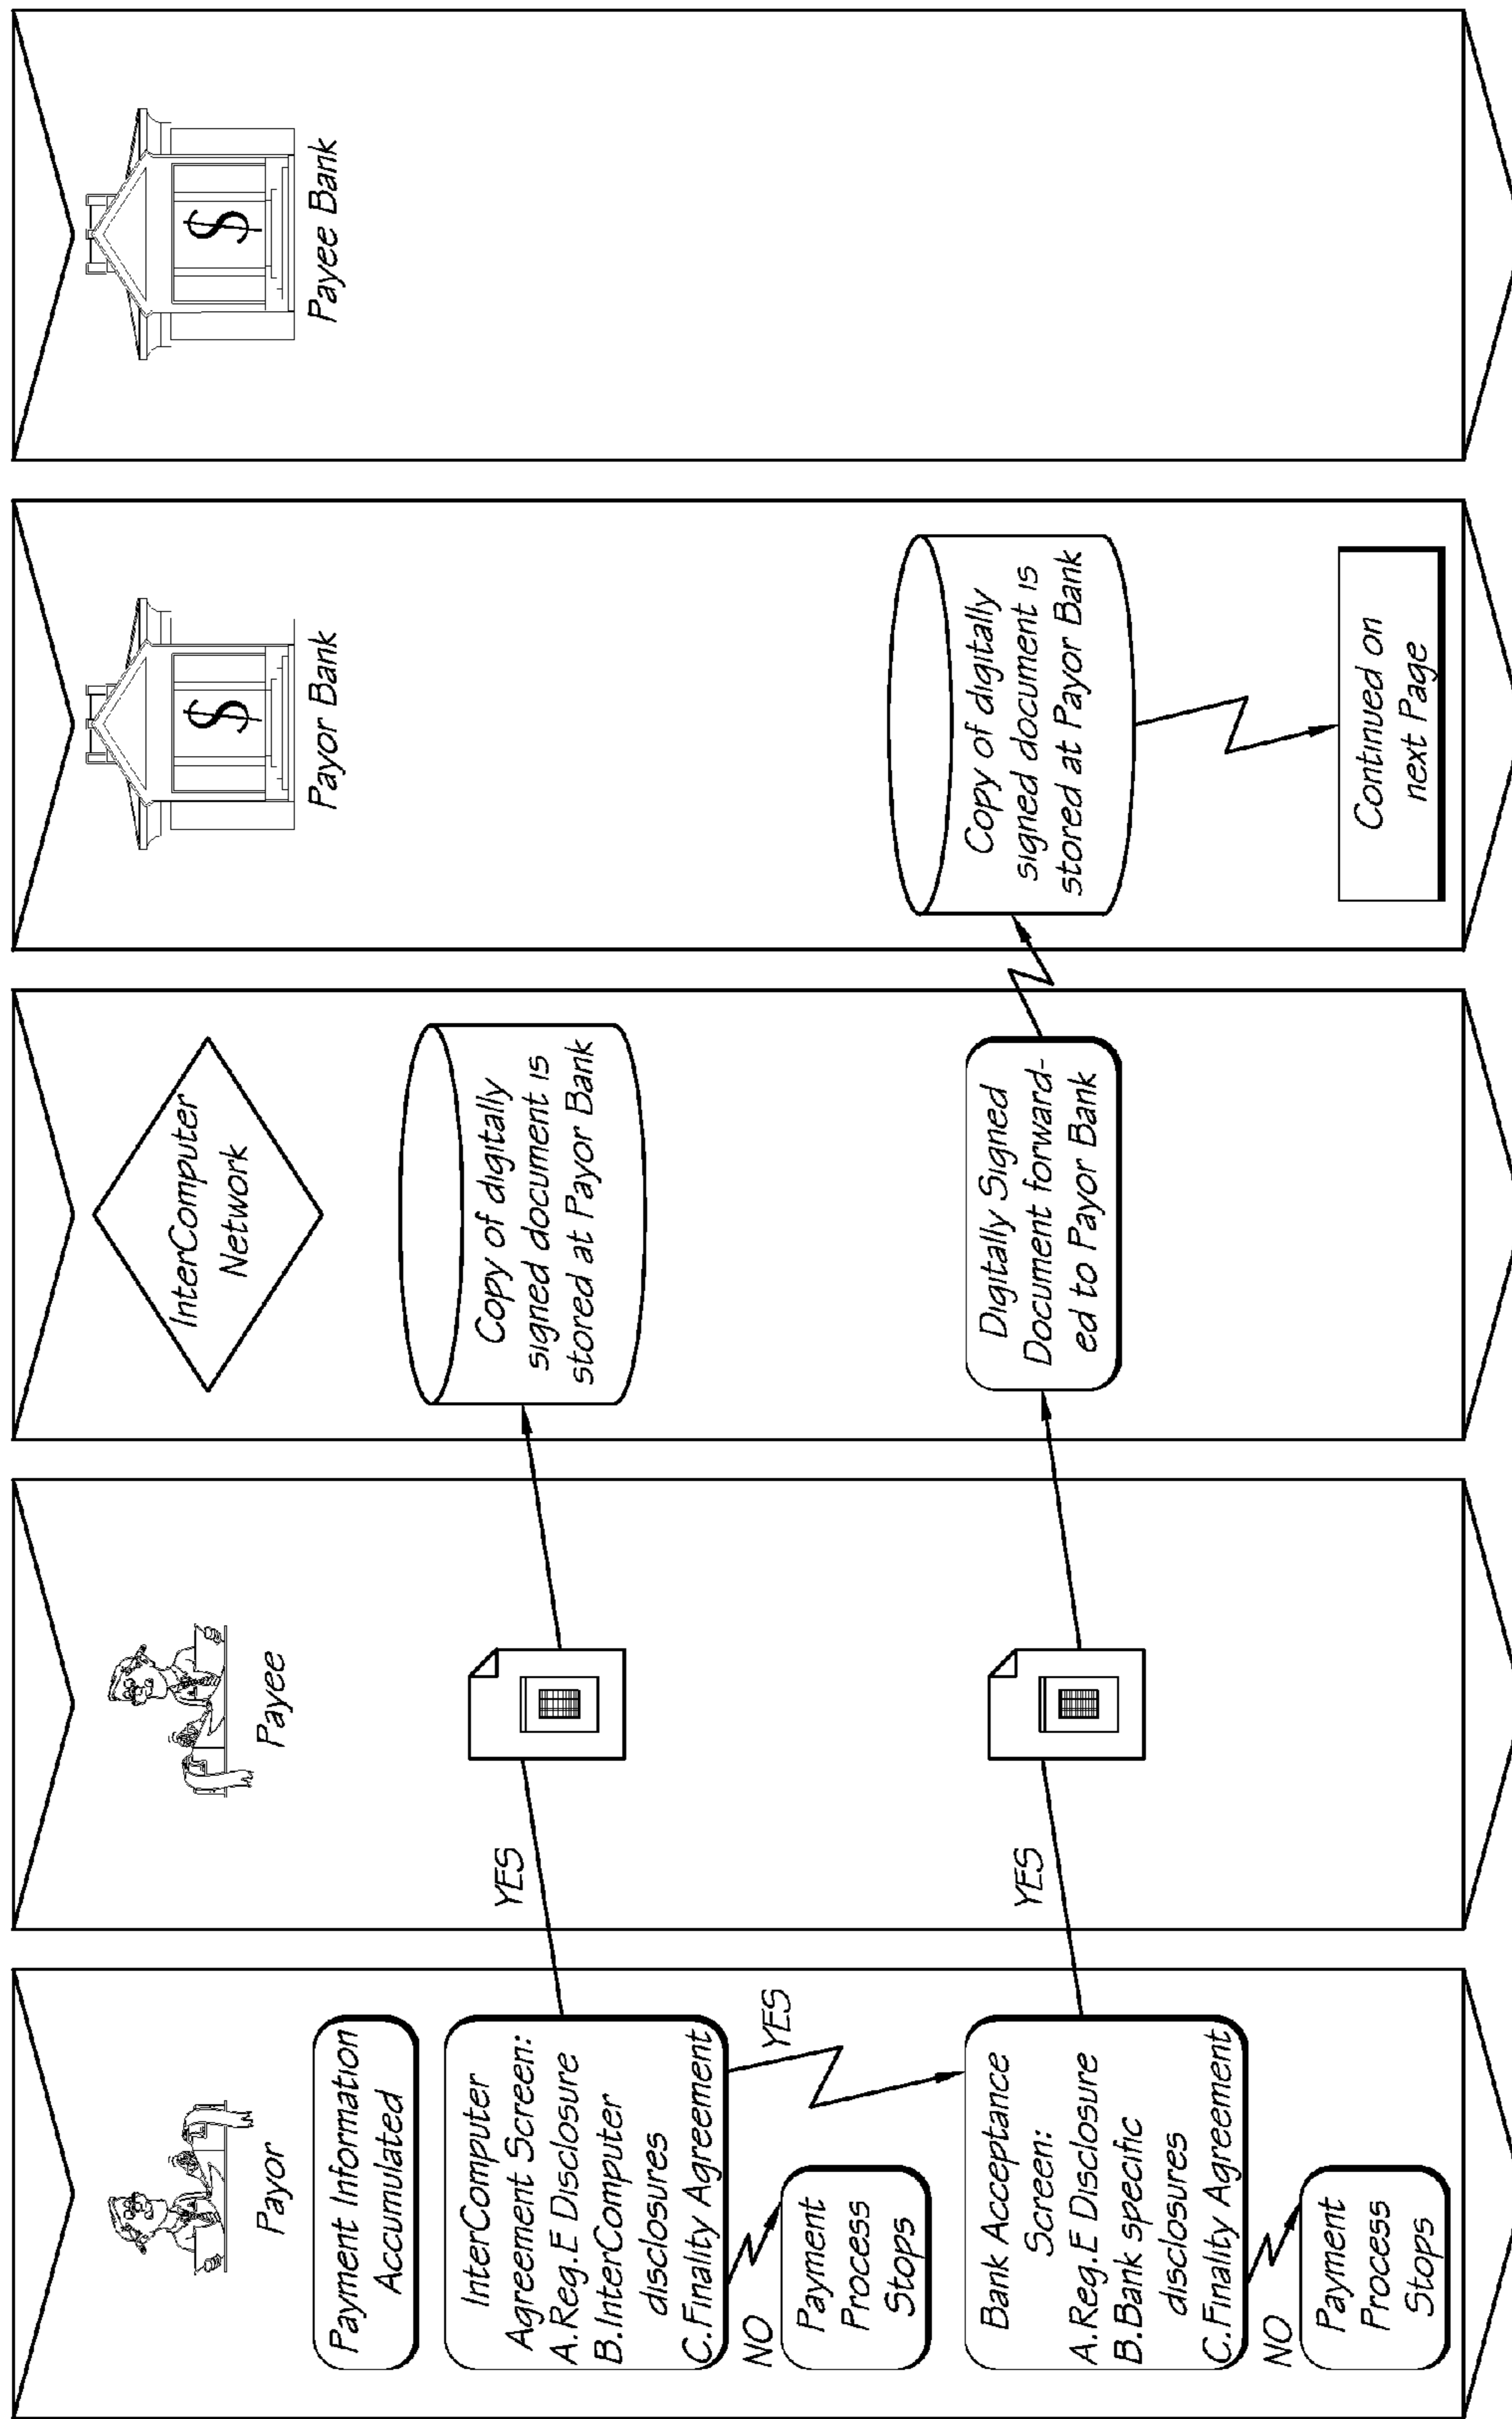 Payor
Payment Information
Accumulated
InterComputer
Agreement Screen:
A.Reg.E Disclosure
B.InterComputer
disclosures
C.Finality Agreement
NO
YES
Payment
Process
Stops
Bank Acceptance
Screen:
A.Reg.E Disclosure
B.Bank specific
disclosures
C.Finality Agreement
NO
Payment
Process
Stops
Payee
YES
YES
InterComputer
Network
Copy of digitally
signed document is
stored at Payor Bank
Digitally Signed
Document forward-
ed to Payor Bank
Payor Bank
$
Copy of digitally
signed document is
stored at Payor Bank
Continued on
next Page
Payee Bank
$